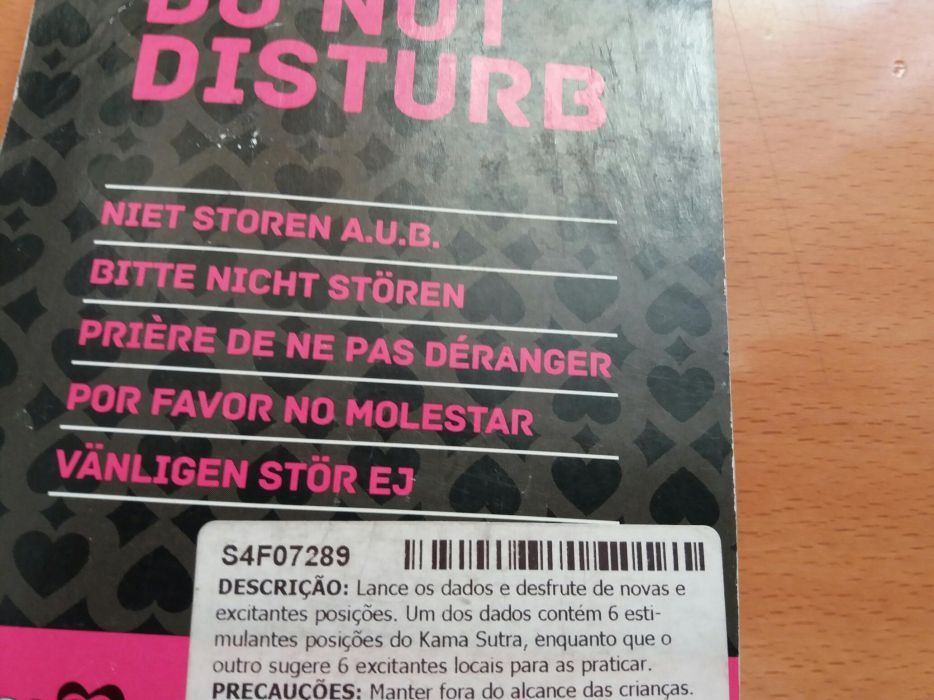 DO NOT
DISTURB
NIET STOREN A.U.B.
BITTE NICHT STÖREN
PRIÈRE DE NE PAS DÉRANGER
POR FAVOR NO MOLESTAR
VÄNLIGEN STÖR EJ
S4F07289
DESCRIÇÃO: Lance os dados e desfrute de novas e
excitantes posições. Um dos dados contém 6 esti-
mulantes posições do Kama Sutra, enquanto que o
outro sugere 6 excitantes locais para as praticar.
PRECAUÇÕES: Manter fora do alcance das crianças.